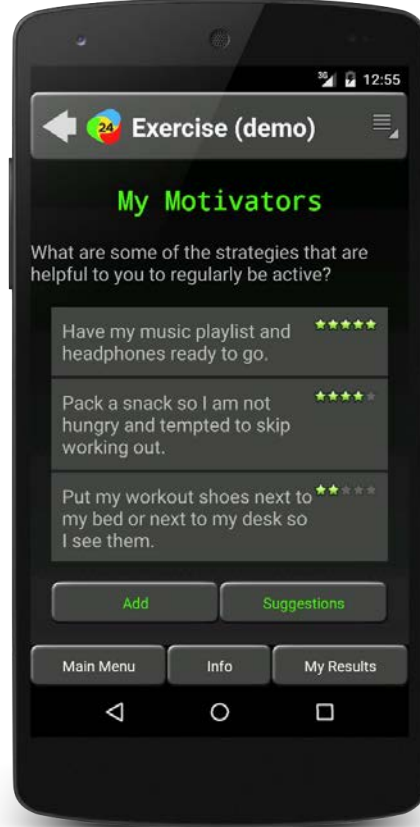 3G 12:55
24 Exercise (demo)
My Motivators
What are some of the strategies that are
helpful to you to regularly be active?
Have my music playlist and
headphones ready to go.
Pack a snack so I am not
hungry and tempted to skip
working out.
Put my workout shoes next to
my bed or next to my desk so
I see them.
Add Suggestions
Main Menu Info My Results